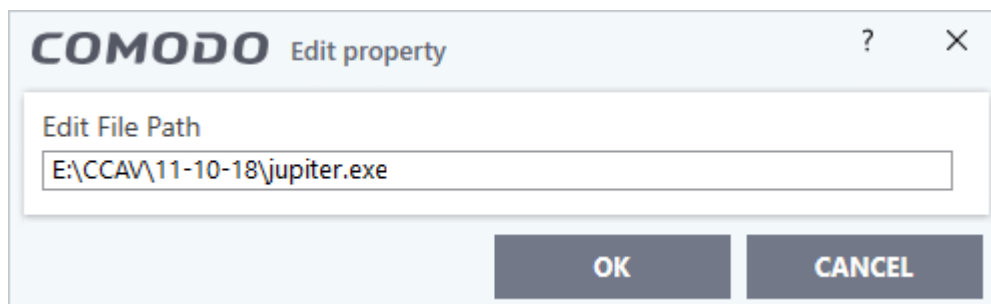 COMODO Edit property ?
Edit File Path
E:\CCAV\11-10-18\jupiter.exe
OK CANCEL